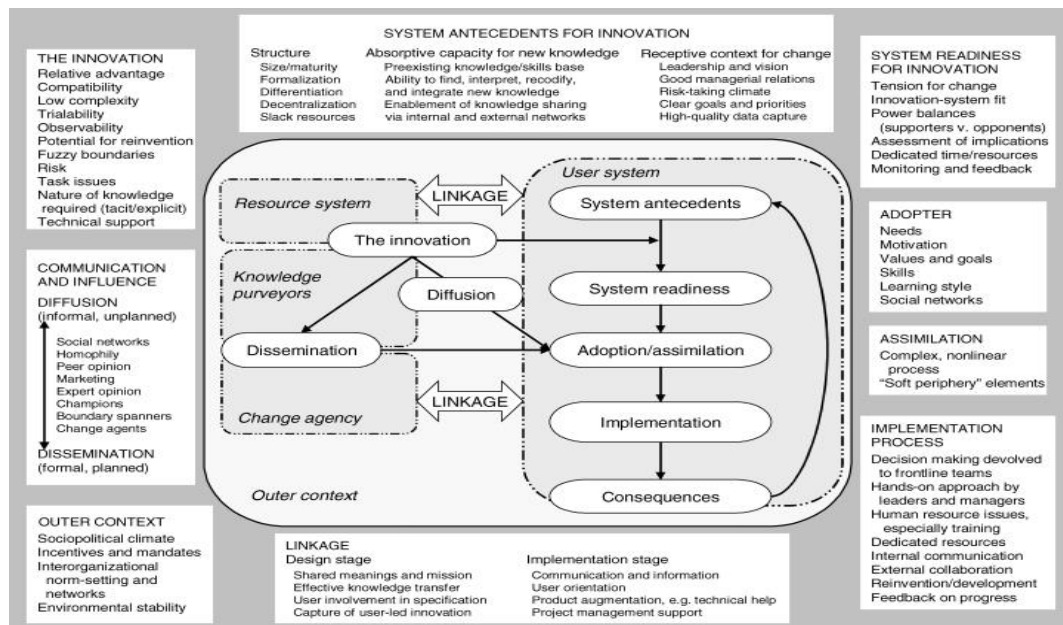 SYSTEM ANTECEDENTS FOR INNOVATION
Structure
Size/maturity
Formalization
Differentiation
Decentralization
Slack resources
Absorptive capacity for new knowledge
Preexisting knowledge/skills base
Ability to find, interpret, recodify,
and integrate new knowledge
Enablement of knowledge sharing
via internal and external networks
Receptive context for change
Leadership and vision
Good managerial relations
Risk-taking climate
Clear goals and priorities
High-quality data capture
THE INNOVATION
Relative advantage
Compatibility
Low complexity
Trialability
Observability
Potential for reinvention
Fuzzy boundaries
Risk
Task issues
Nature of knowledge
required (tacit/explicit)
Technical support
COMMUNICATION
AND INFLUENCE
DIFFUSION
(informal, unplanned)
Social networks
Homophily
Peer opinion
Marketing
Expert opinion
Champions
Boundary spanners
Change agents
DISSEMINATION
(formal, planned)
OUTER CONTEXT
Sociopolitical climate
Incentives and mandates
Interorganizational
norm-setting and
networks
Environmental stability
Resource system
LINKAGE
User system
System antecedents
The innovation
Knowledge
purveyors
Diffusion
System readiness
Dissemination
Adoption/assimilation
LINKAGE
Change agency
Implementation
Outer context
Consequences
LINKAGE
Design stage
Shared meanings and mission
Effective knowledge transfer
User involvement in specification
Capture of user-led innovation
Implementation stage
Communication and information
User orientation
Product augmentation, e.g. technical help
Project management support
SYSTEM READINESS
FOR INNOVATION
Tension for change
Innovation-system fit
Power balances
(supporters v. opponents)
Assessment of implications
Dedicated time/resources
Monitoring and feedback
ADOPTER
Needs
Motivation
Values and goals
Skills
Learning style
Social networks
ASSIMILATION
Complex, nonlinear
process
“Soft periphery” elements
IMPLEMENTATION
PROCESS
Decision making devolved
to frontline teams
Hands-on approach by
leaders and managers
Human resource issues,
especially training
Dedicated resources
Internal communication
External collaboration
Reinvention/development
Feedback on progress